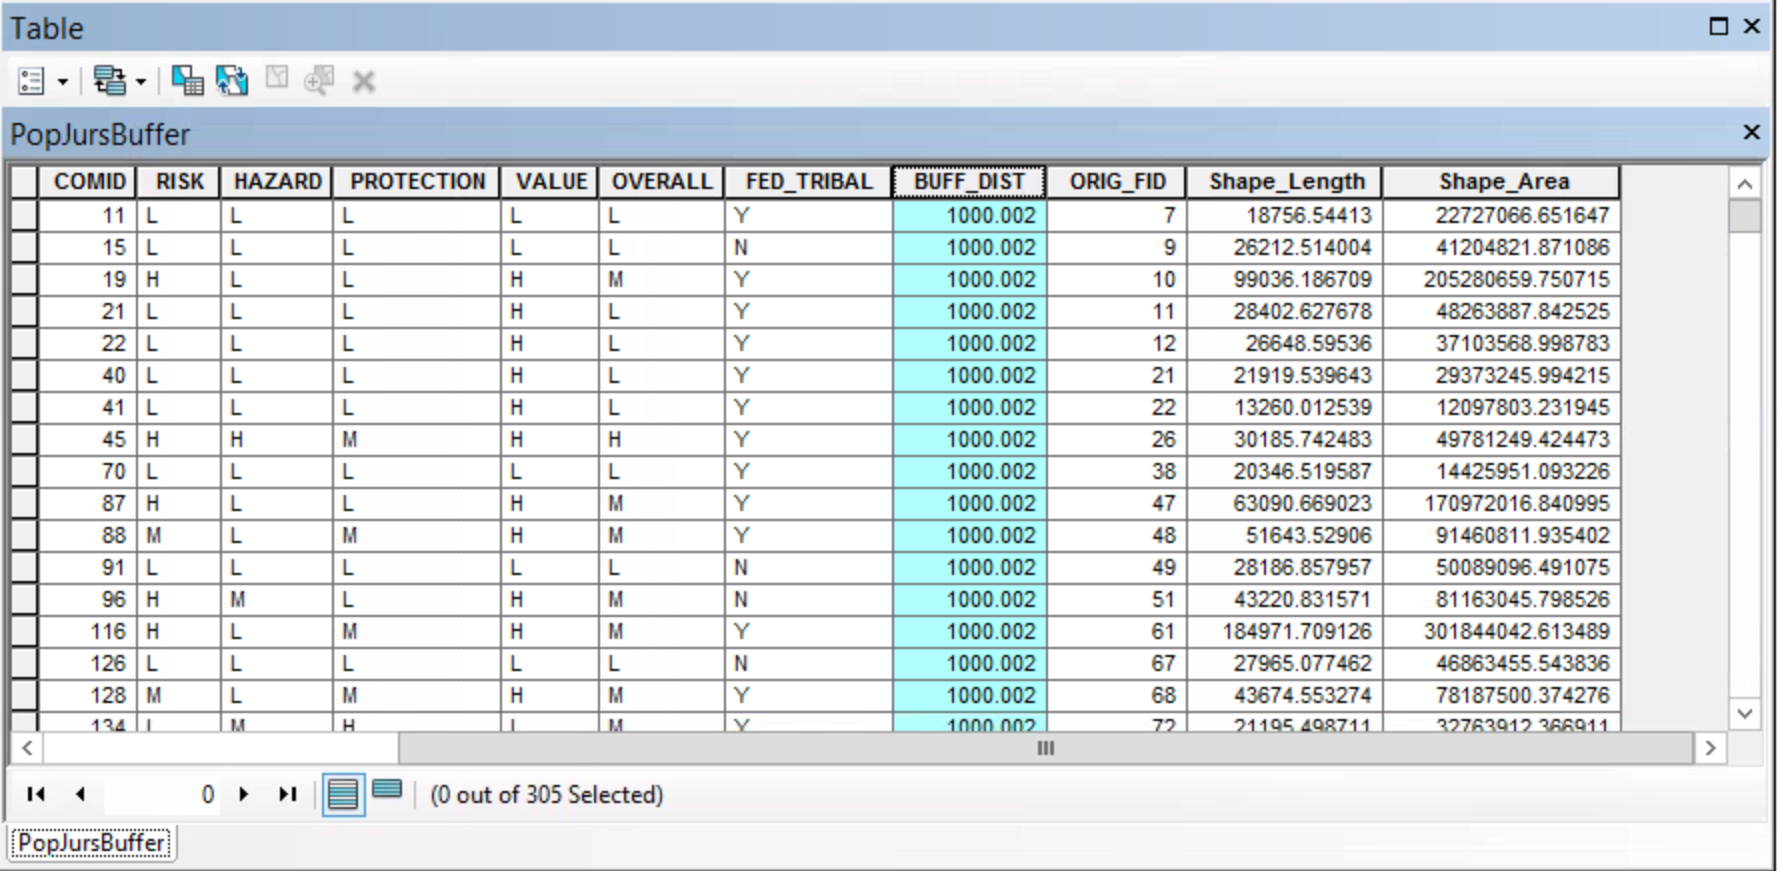 Table
PopJursBuffer
COMID RISK HAZARD PROTECTION VALUE OVERALL FED_TRIBAL BUFF_DIST ORIG_FID Shape_Length Shape_Area
11 L L L L L Y 1000.002 7 18756.54413 22727066.651647
15 L L L L L N 1000.002 9 26212.514004 41204821.871086
19 H L L H M Y 1000.002 10 99036.186709 205280659.750715
21 L L L H L Y 1000.002 11 28402.627678 48263887.842525
22 L L L H L Y 1000.002 12 26648.59536 37103568.998783
40 L L L H L Y 1000.002 21 21919.539643 29373245.994215
41 L L L H L Y 1000.002 22 13260.012539 12097803.231945
45 H H M H H Y 1000.002 26 30185.742483 49781249.424473
70 L L L L L Y 1000.002 38 20346.519587 14425951.093226
87 H L L H M Y 1000.002 47 63090.669023 170972016.840995
88 M L M H M Y 1000.002 48 51643.52906 91460811.935402
91 L L L L L N 1000.002 49 28186.857957 50089096.491075
96 H M L H M N 1000.002 51 43220.831571 81163045.798526
116 H L M H M Y 1000.002 61 184971.709126 301844042.613489
126 L L L L L N 1000.002 67 27965.077462 46863455.543836
128 M L M H M Y 1000.002 68 43674.553274 78187500.374276
134 L M H L M Y 1000.002 72 21195.498711 32763912.366911
0 (0 out of 305 Selected)
PopJursBuffer